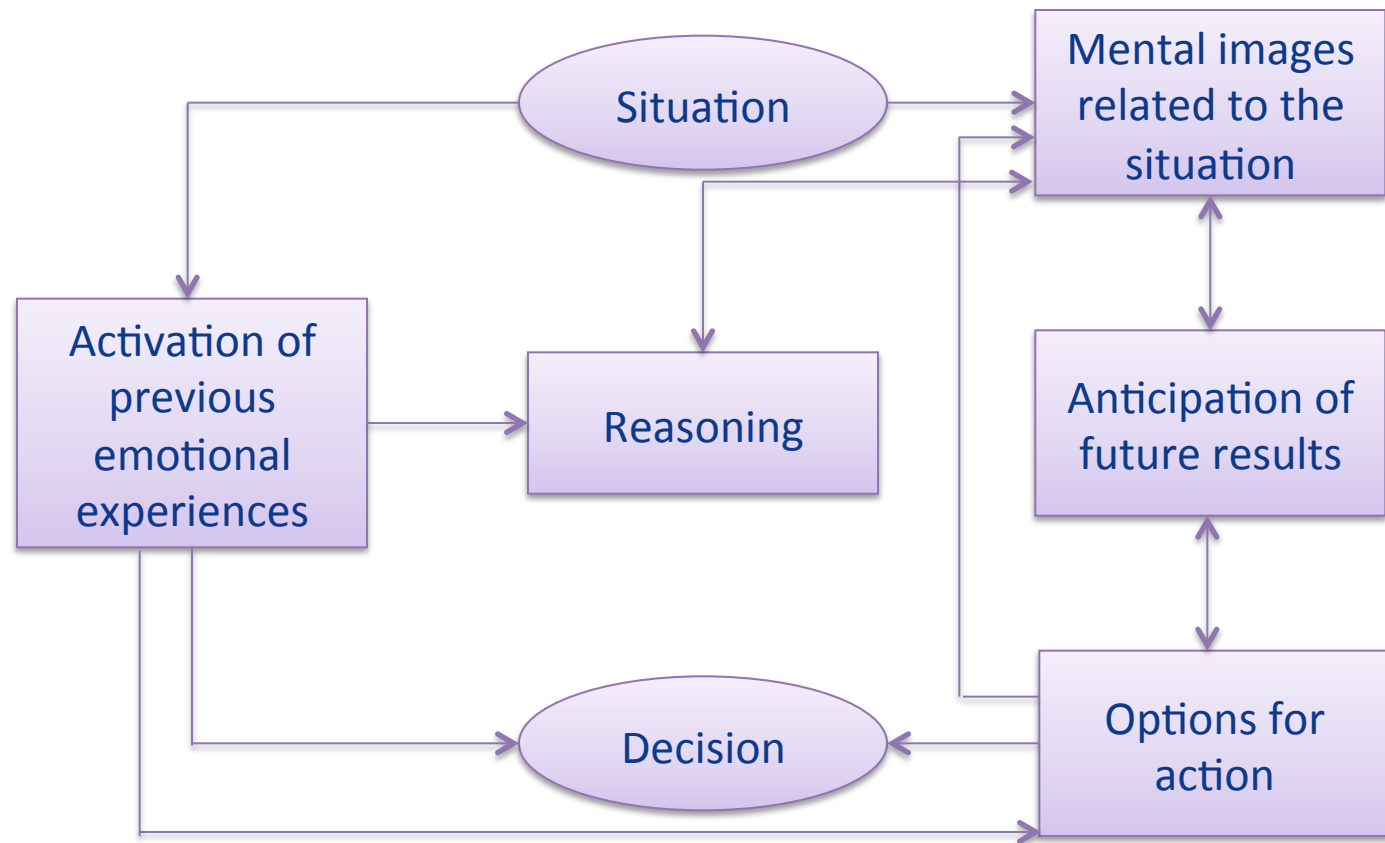 Situation
Mental images
related to the
situation
Activation of
previous
emotional
experiences
Reasoning
Anticipation of
future results
Decision
Options for
action